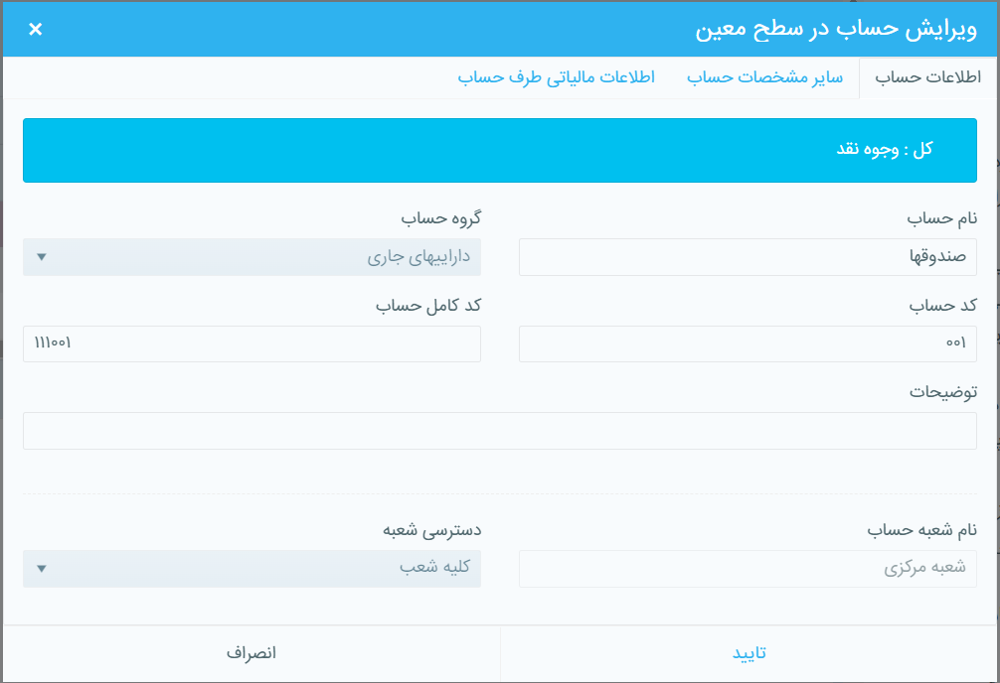 ویرایش حساب در سطح معین ×
اطلاعات حساب سایر مشخصات حساب اطلاعات مالیاتی طرف حساب
کل : وجوه نقد
نام حساب گروه حساب
صندوقها داراییهای جاری
کد حساب کد کامل حساب
۰۰۱ ۱۱۱۰۰۱
توضیحات
نام شعبه حساب دسترسی شعبه
شعبه مرکزی کلیه شعب
تایید انصراف